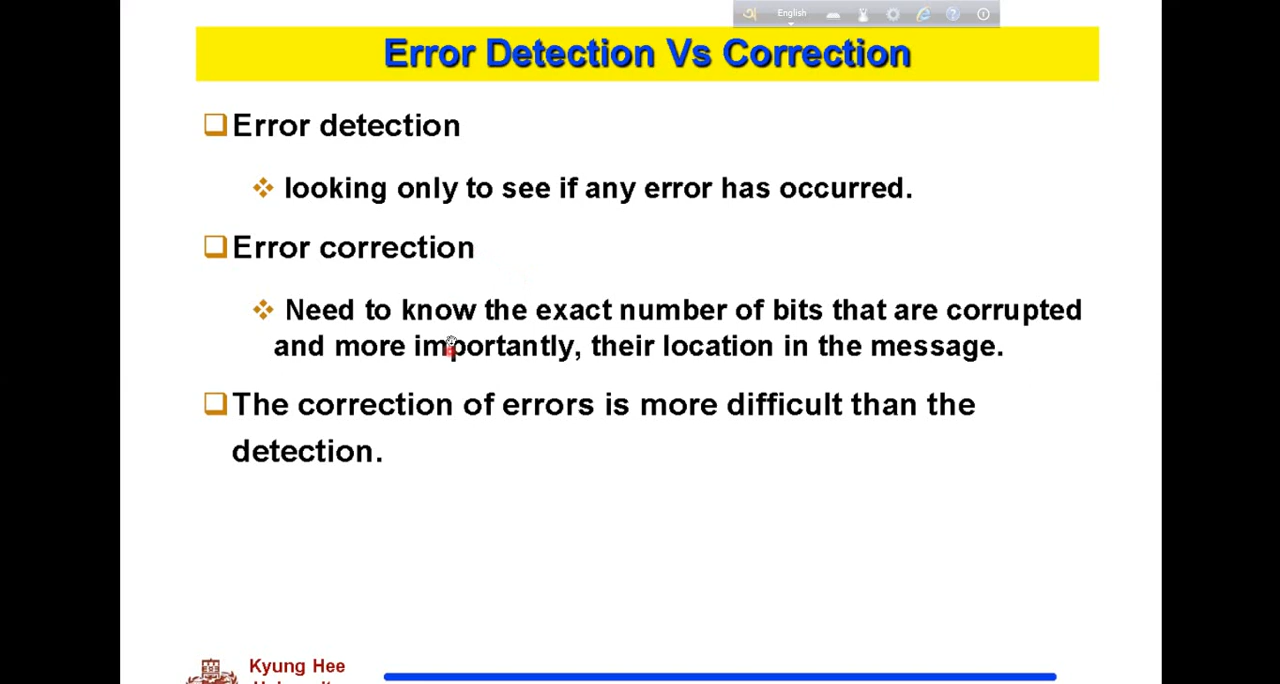 English
Error Detection Vs Correction
Error detection
looking only to see if any error has occurred.
Error correction
Need to know the exact number of bits that are corrupted
and more importantly, their location in the message.
The correction of errors is more difficult than the
detection.
Kyung Hee